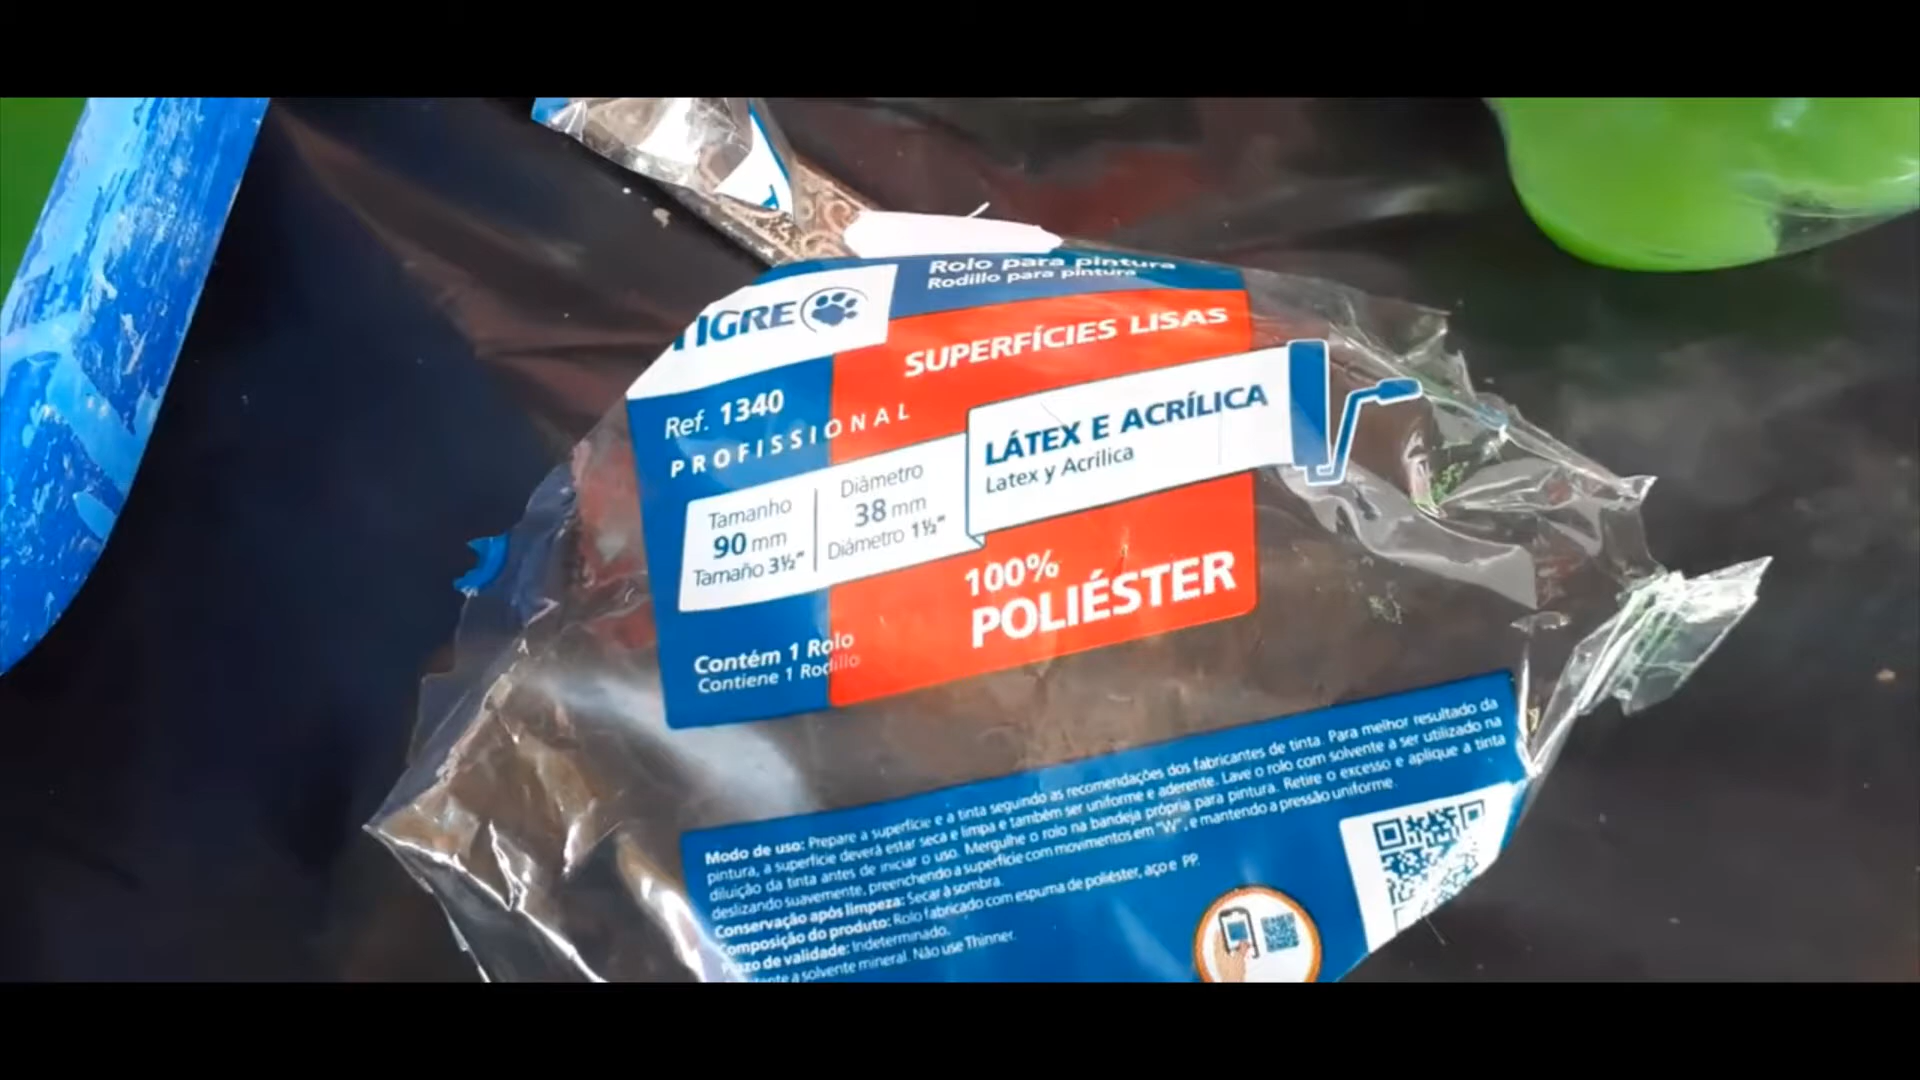 Rolo para pintura
Rodillo para pintura
TIGRE
SUPERFÍCIES LISAS
Ref. 1340
PROFISSIONAL
LÁTEX E ACRÍLICA
Latex y Acrílica
Tamanho
90 mm
Tamaño 3½"
Diâmetro
38 mm
Diámetro 1½"
100%
POLIÉSTER
Contém 1 Rolo
Contiene 1 Rodillo
Modo de uso: Prepare a superfície e a tinta seguindo as recomendações dos fabricantes de tinta. Para melhor resultado da
pintura, a superfície deverá estar seca e limpa e também ser uniforme e aderente. Lave o rolo com solvente a ser utilizado na
diluição da tinta antes de iniciar o uso. Mergulhe o rolo na bandeja própria para pintura. Retire o excesso e aplique a tinta
deslizando suavemente, preenchendo a superfície com movimentos em "W", e mantendo a pressão uniforme.
Conservação após limpeza: Secar à sombra.
Composição do produto: Rolo fabricado com espuma de poliéster, aço e PP.
Prazo de validade: Indeterminado.
a solvente mineral. Não use Thinner.